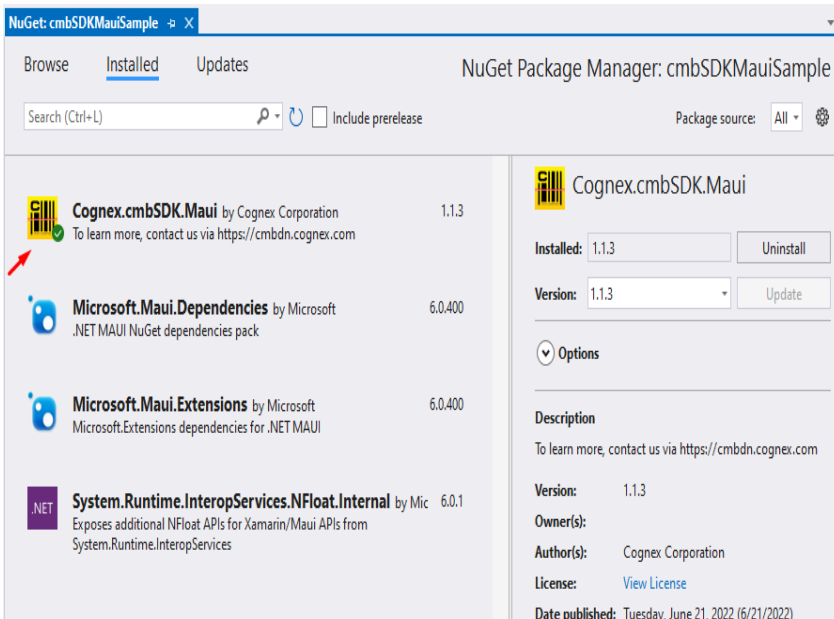 NuGet: cmbSDKMauiSample
Browse Installed Updates
NuGet Package Manager: cmbSDKMauiSample
Search (Ctrl+L)
Include prerelease
Package source: All
Cognex.cmbSDK.Maui by Cognex Corporation 1.1.3
To learn more, contact us via https://cmbdn.cognex.com
Microsoft.Maui.Dependencies by Microsoft 6.0.400
.NET MAUI NuGet dependencies pack
Microsoft.Maui.Extensions by Microsoft 6.0.400
Microsoft.Extensions dependencies for .NET MAUI
.NET
System.Runtime.InteropServices.NFloat.Internal by Mic 6.0.1
Exposes additional NFloat APIs for Xamarin/Maui APIs from
System.Runtime.InteropServices
Cognex.cmbSDK.Maui
Installed: 1.1.3 Uninstall
Version: 1.1.3 Update
Options
Description
To learn more, contact us via https://cmbdn.cognex.com
Version: 1.1.3
Owner(s):
Author(s): Cognex Corporation
License: View License
Date published: Tuesday, June 21, 2022 (6/21/2022)